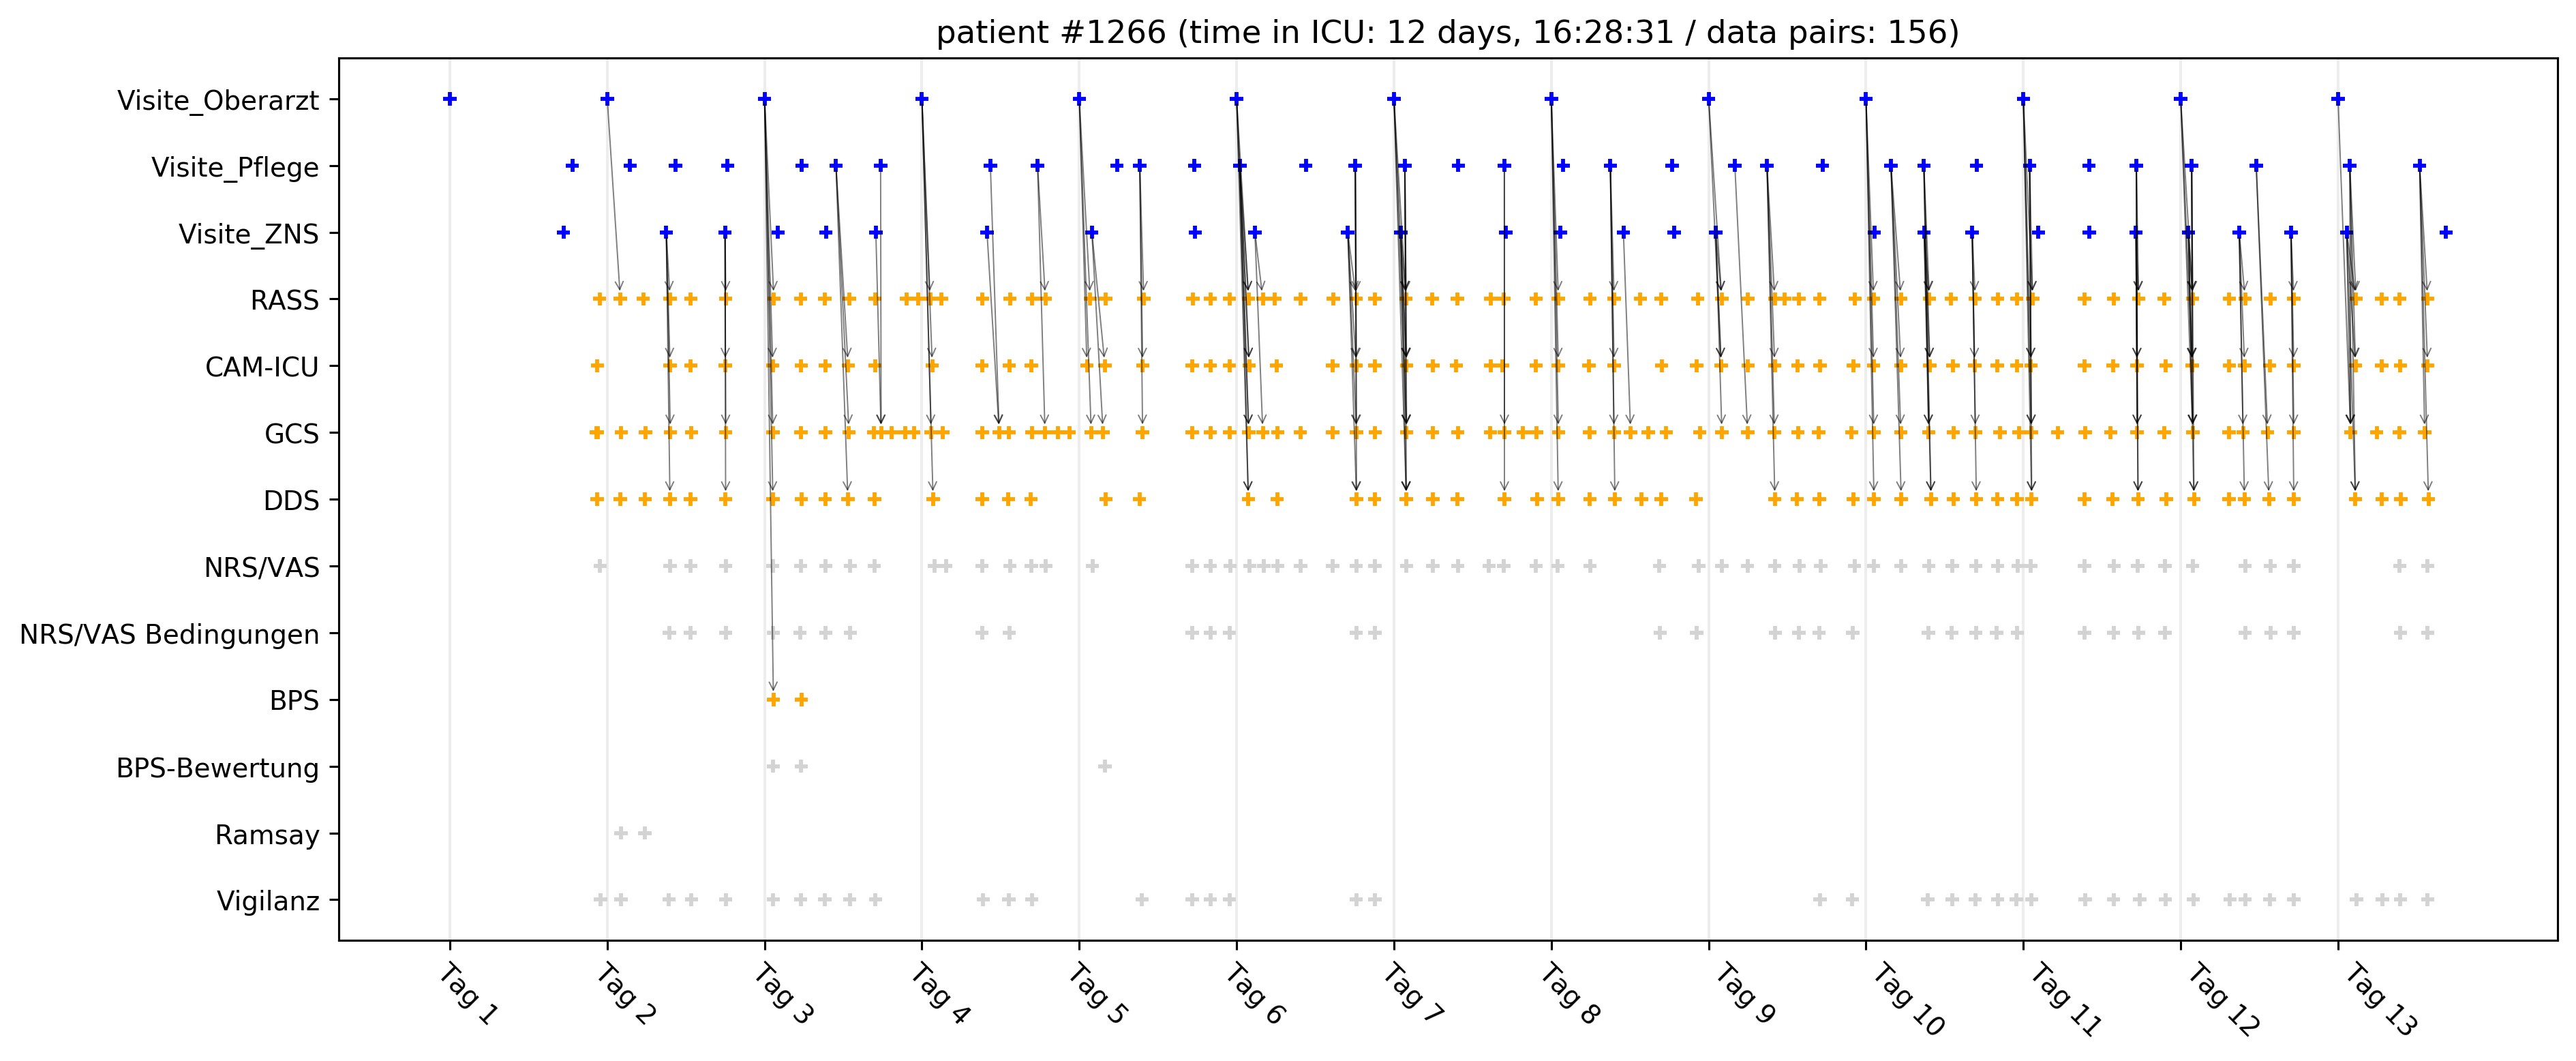 patient #1266 (time in ICU: 12 days, 16:28:31 / data pairs: 156)
Visite_Oberarzt
Visite_Pflege
Visite_ZNS
RASS
CAM-ICU
GCS
DDS
NRS/VAS
NRS/VAS Bedingungen
BPS
BPS-Bewertung
Ramsay
Vigilanz
Tag 1
Tag 2
Tag 3
Tag 4
Tag 5
Tag 6
Tag 7
Tag 8
Tag 9
Tag 10
Tag 11
Tag 12
Tag 13